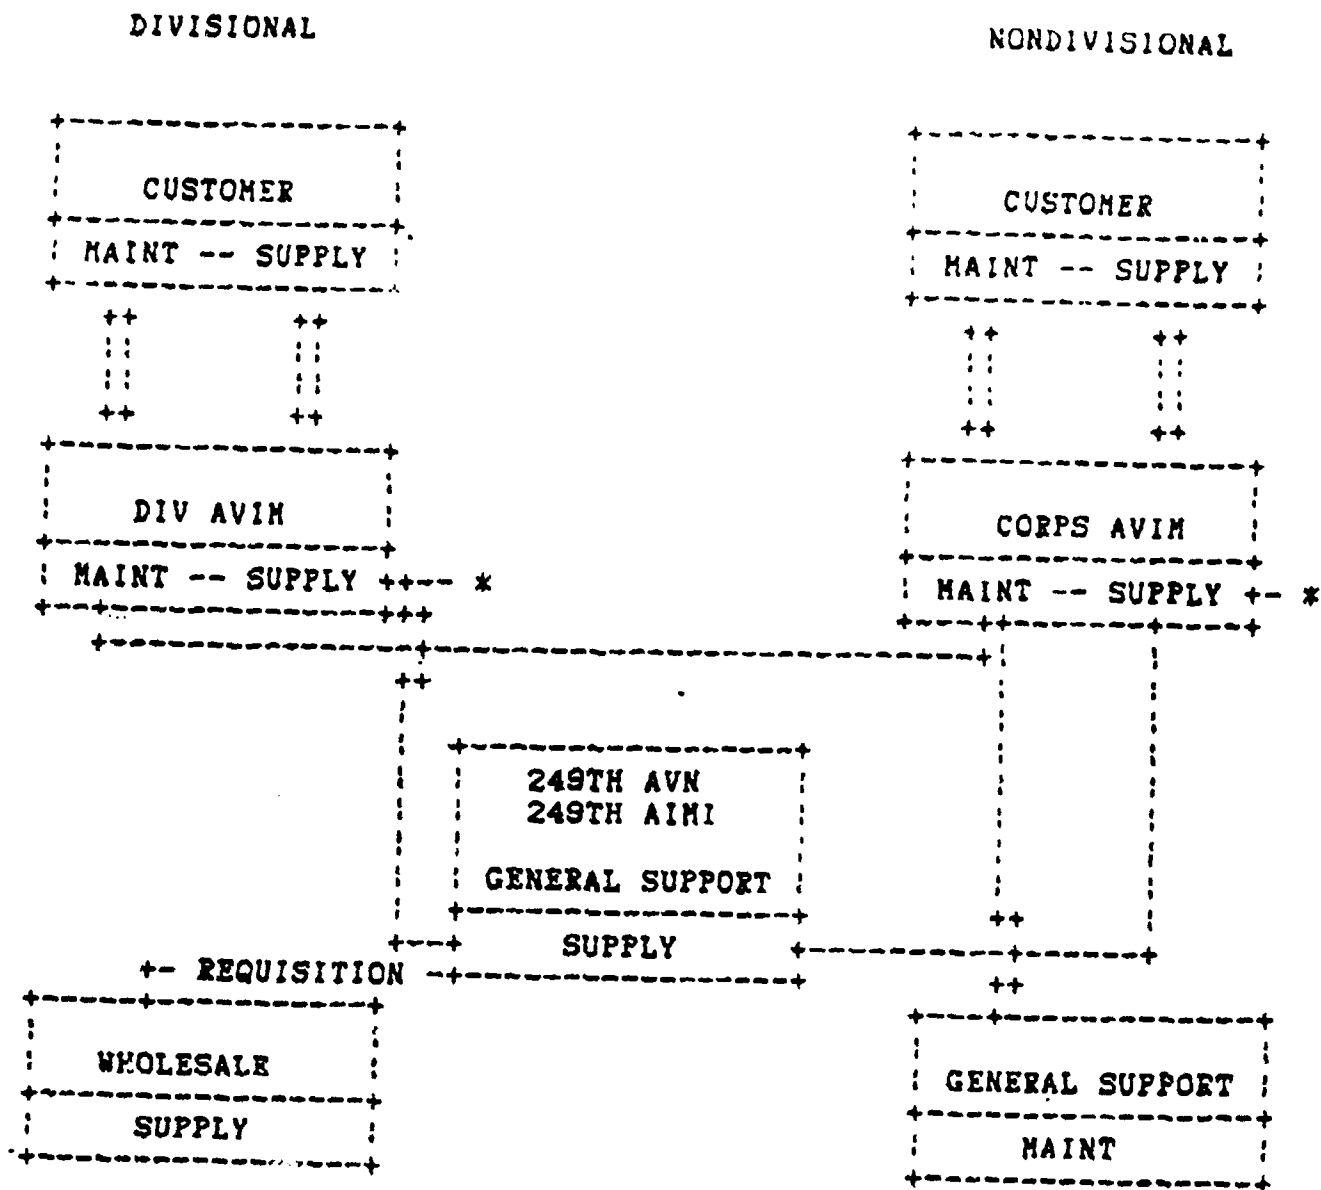 DIVISIONAL
NONDIVISIONAL
CUSTOMER
MAINT -- SUPPLY
CUSTOMER
MAINT -- SUPPLY
DIV AVIM
MAINT -- SUPPLY ++-- *
CORPS AVIM
MAINT -- SUPPLY +- *
249TH AVN
249TH AIMI
GENERAL SUPPORT
SUPPLY
+- REQUISITION -+
WHOLESALE
SUPPLY
GENERAL SUPPORT
MAINT